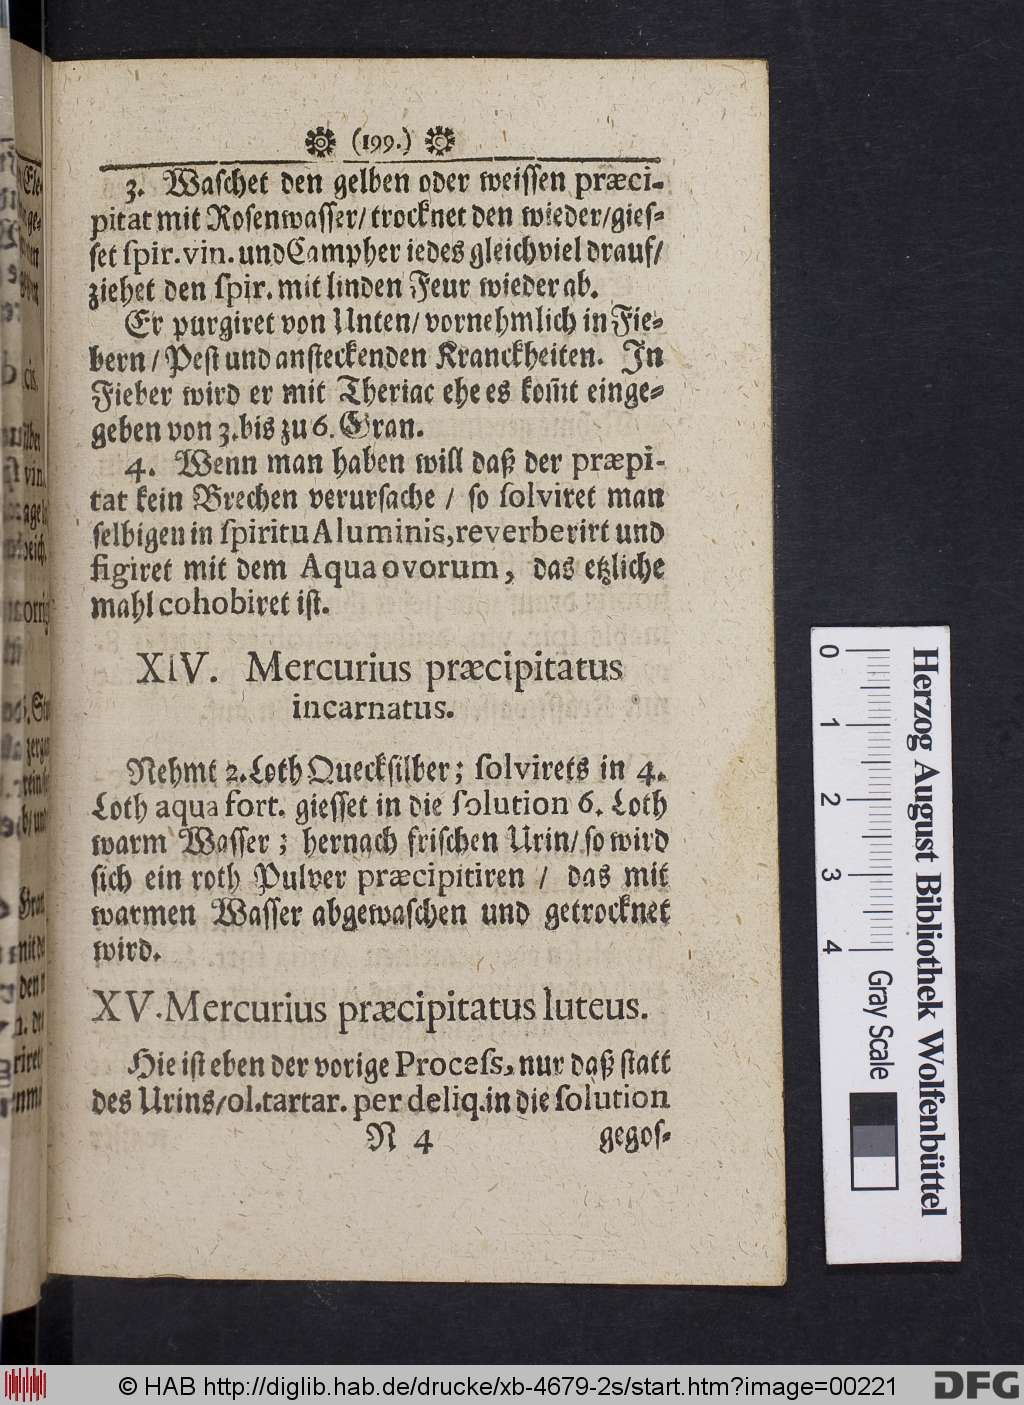 (199.)
3. Waſchet den gelben oder weiſſen præci-
pitat mit Roſenwaſſer/ trocknet den wieder/gieſ-
ſet ſpir. vin. und Campher iedes gleich viel drauf/
ziehet den ſpir. mit linden Feur wieder ab.
Er purgiret von Unten/ vornehmlich in Fie-
bern/ Peſt und anſteckenden Kranckheiten. In
Fieber wird er mit Theriac ehe es kom̄t einge-
geben von 3. bis zu 6. Gran.
4. Wenn man haben will daß der præpi-
tat kein Brechen verurſache / ſo ſolviret man
ſelbigen in ſpiritu Aluminis, reverberirt und
figiret mit dem Aqua ovorum, das etzliche
mahl cohobiret iſt.
XIV. Mercurius præcipitatus
incarnatus.
Nehmt 2. Loth Queckſilber; ſolvirets in 4.
Loth aqua fort. gieſſet in die ſolution 6. Loth
warm Waſſer; hernach friſchen Urin/ ſo wird
ſich ein roth Pulver præcipitiren / das mit
warmen Waſſer abgewaſchen und getrocknet
wird.
XV. Mercurius præcipitatus luteus.
Hie iſt eben der vorige Proceſs, nur daß ſtatt
des Urins/ ol. tartar. per deliq. in die ſolution
N 4 gegoſ-
0 1 2 3 4
Gray Scale
Herzog August Bibliothek Wolfenbüttel
© HAB http://diglib.hab.de/drucke/xb-4679-2s/start.htm?image=00221
DFG